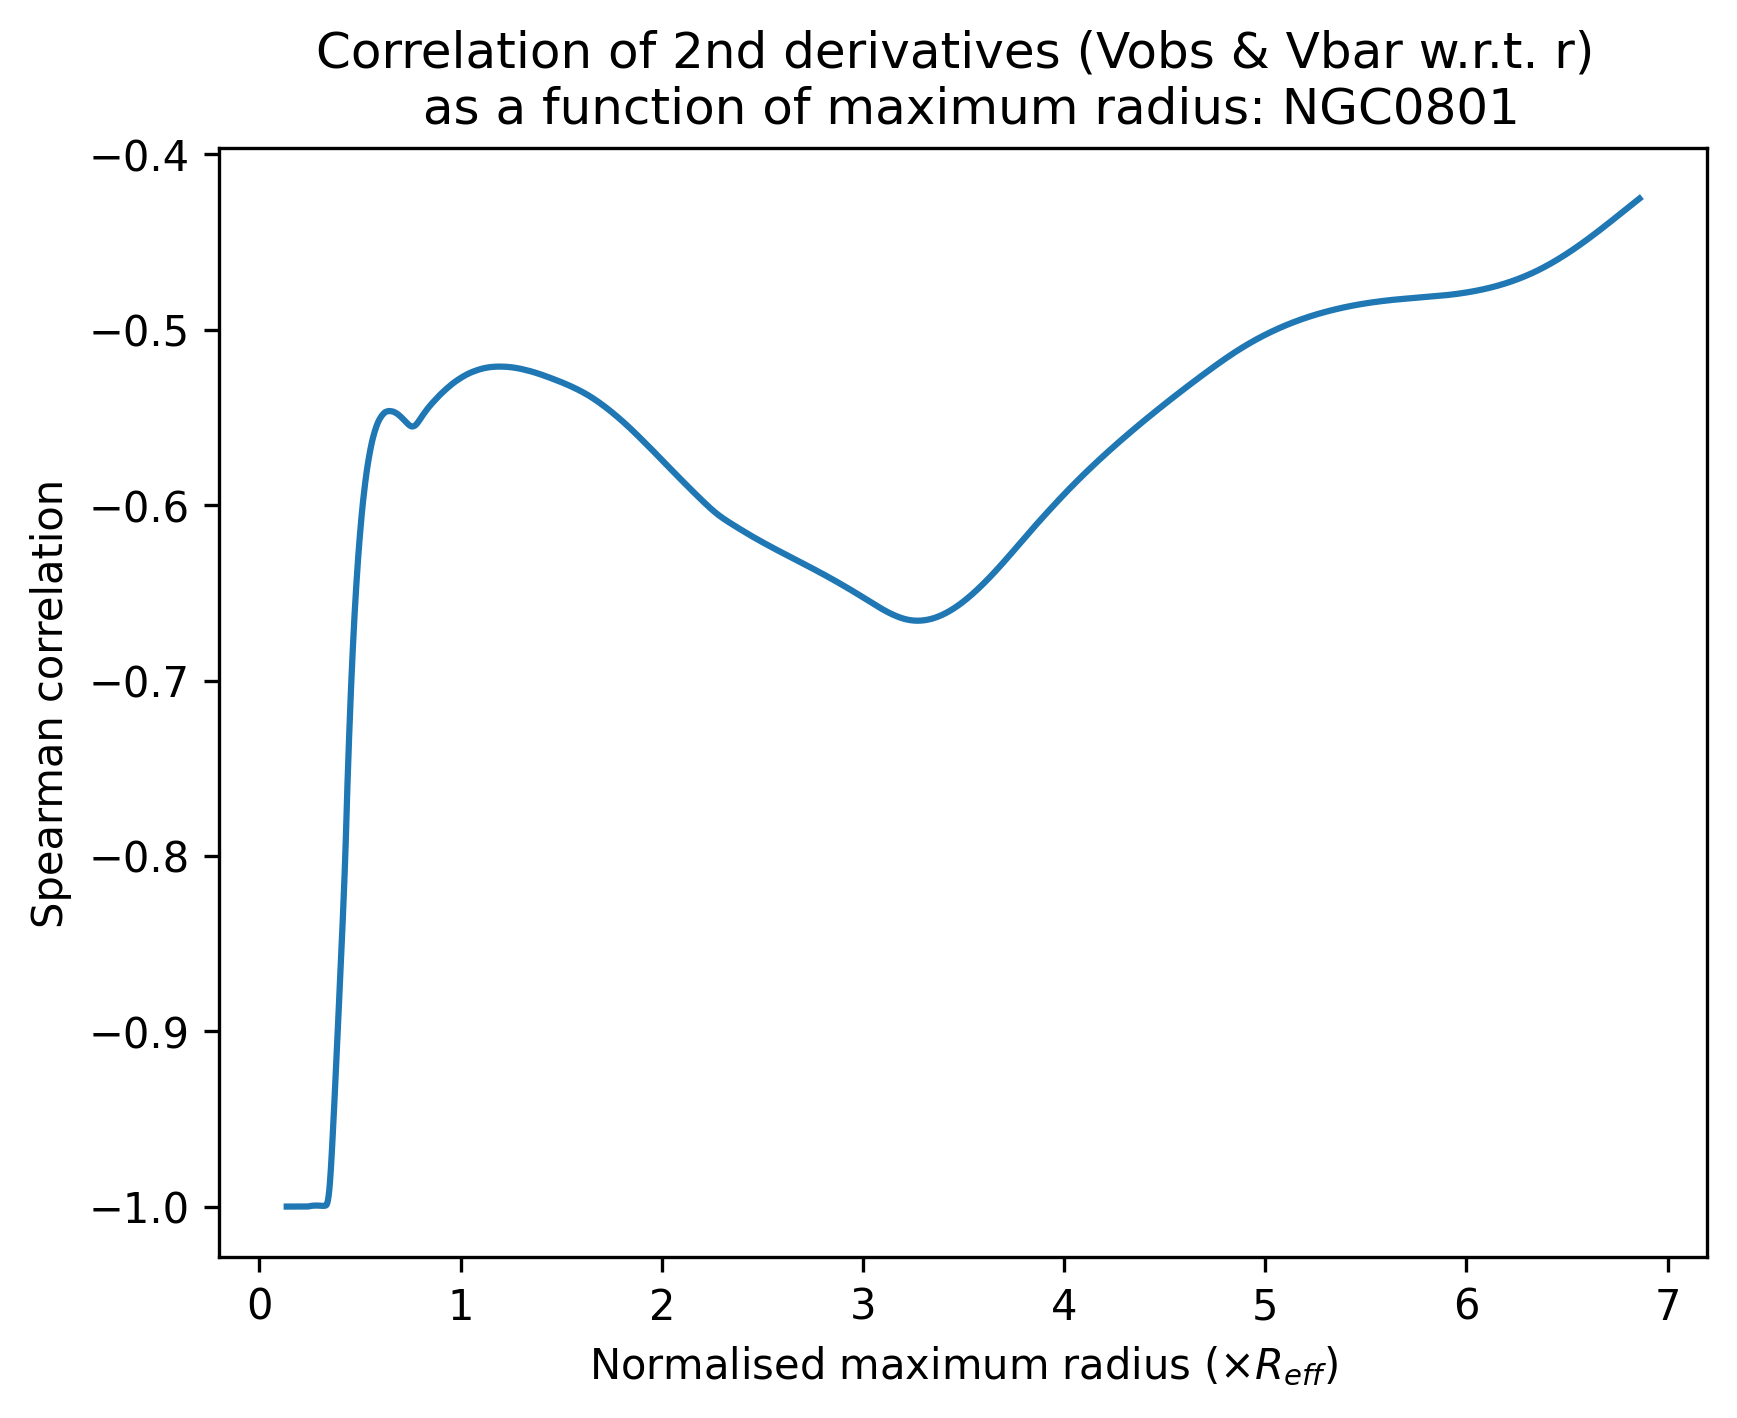 Correlation of 2nd derivatives (Vobs & Vbar w.r.t. r)
as a function of maximum radius: NGC0801
−0.4
−0.5
−0.6
−0.7
−0.8
−0.9
−1.0
Spearman correlation
0 1 2 3 4 5 6 7
Normalised maximum radius (×R_eff)